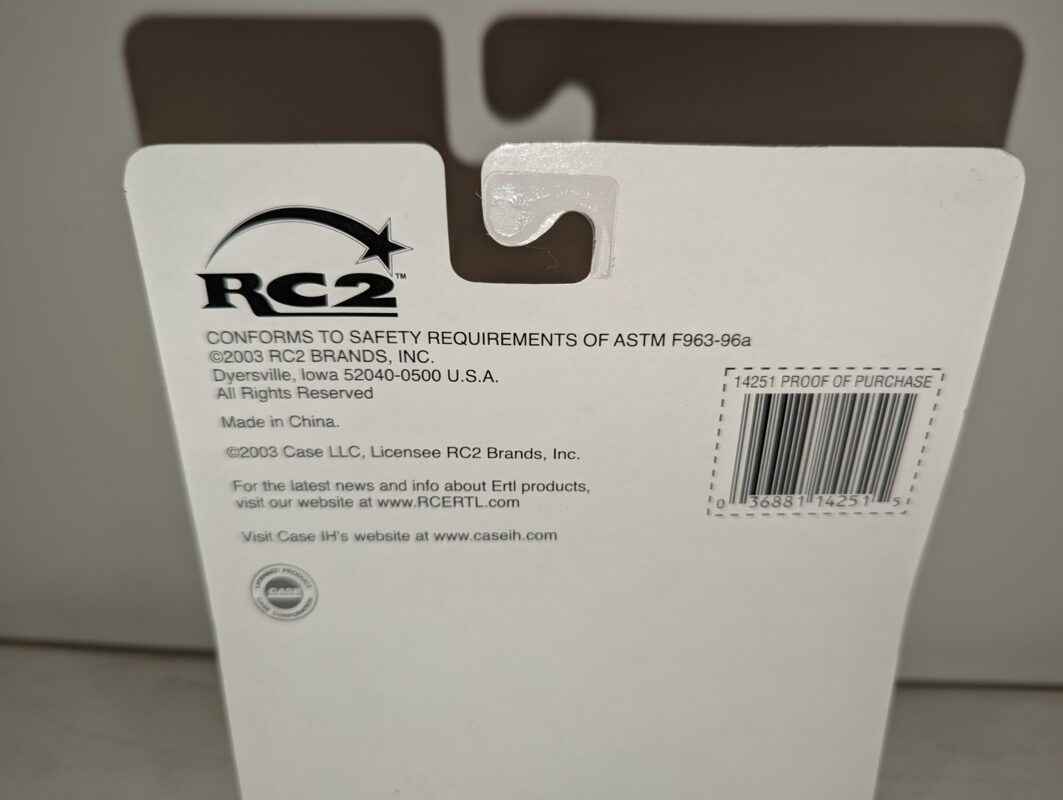 RC2™
CONFORMS TO SAFETY REQUIREMENTS OF ASTM F963-96a
©2003 RC2 BRANDS, INC.
Dyersville, Iowa 52040-0500 U.S.A.
All Rights Reserved
Made in China.
©2003 Case LLC, Licensee RC2 Brands, Inc.
For the latest news and info about Ertl products,
visit our website at www.RCERTL.com
Visit Case IH's website at www.caseih.com
PRODUCT
CASE
14251 PROOF OF PURCHASE
0 36881 14251 5